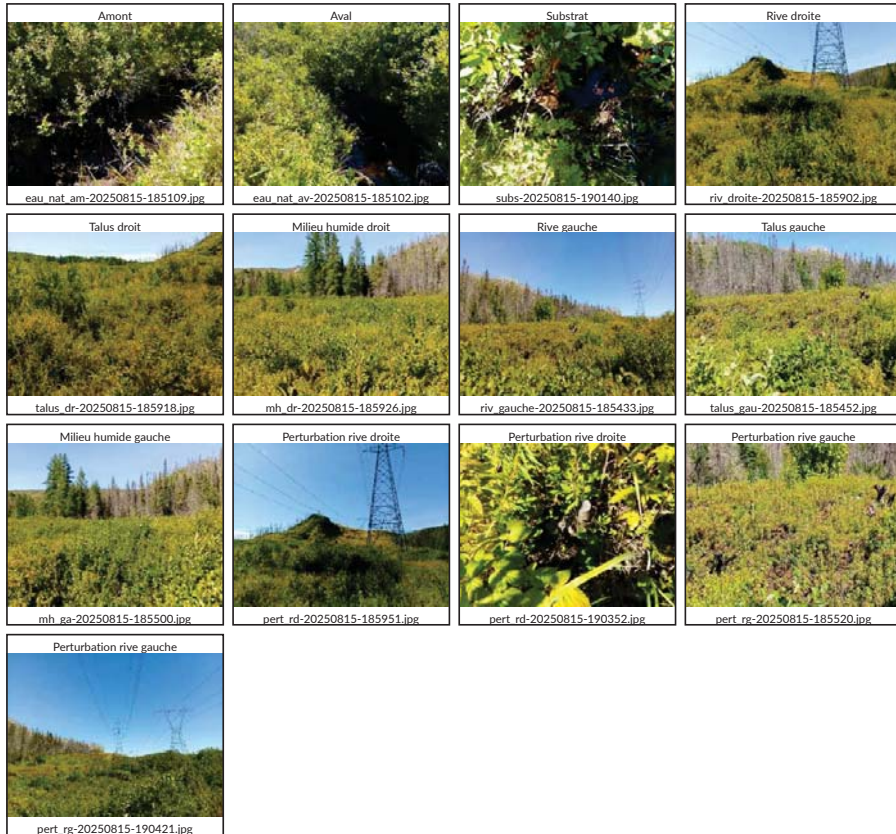 Amont
Aval
Substrat
Rive droite
eau_nat_am-20250815-185109.jpg
eau_nat_av-20250815-185102.jpg
subs-20250815-190140.jpg
riv_droite-20250815-185902.jpg
Talus droit
Milieu humide droit
Rive gauche
Talus gauche
talus_dr-20250815-185918.jpg
mh_dr-20250815-185926.jpg
riv_gauche-20250815-185433.jpg
talus_gau-20250815-185452.jpg
Milieu humide gauche
Perturbation rive droite
Perturbation rive droite
Perturbation rive gauche
mh_ga-20250815-185500.jpg
pert_rd-20250815-185951.jpg
pert_rd-20250815-190352.jpg
pert_rg-20250815-185520.jpg
Perturbation rive gauche
pert_rg-20250815-190421.jpg